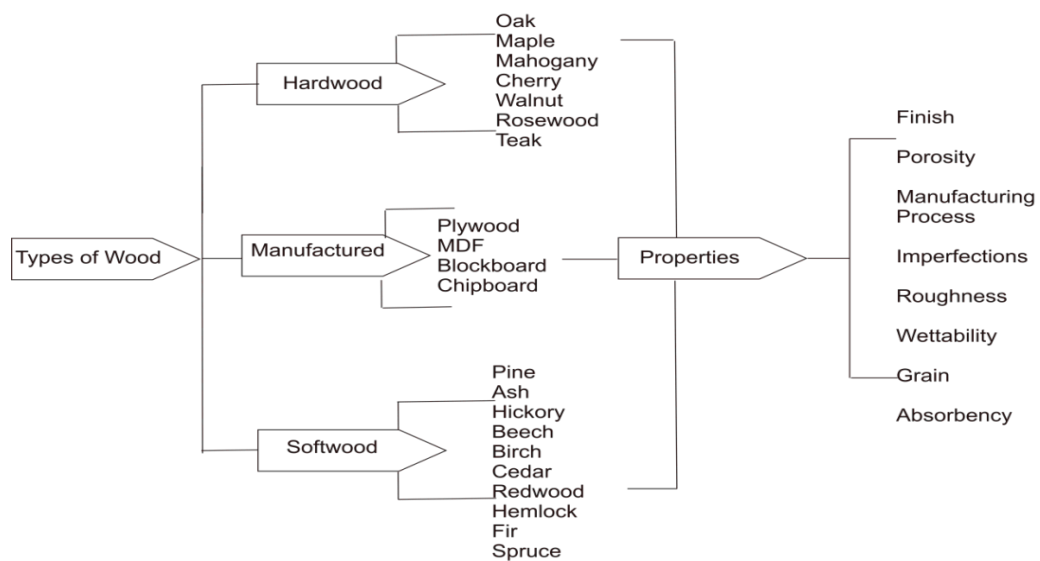 Types of Wood
Hardwood
Oak
Maple
Mahogany
Cherry
Walnut
Rosewood
Teak
Manufactured
Plywood
MDF
Blockboard
Chipboard
Softwood
Pine
Ash
Hickory
Beech
Birch
Cedar
Redwood
Hemlock
Fir
Spruce
Properties
Finish
Porosity
Manufacturing
Process
Imperfections
Roughness
Wettability
Grain
Absorbency